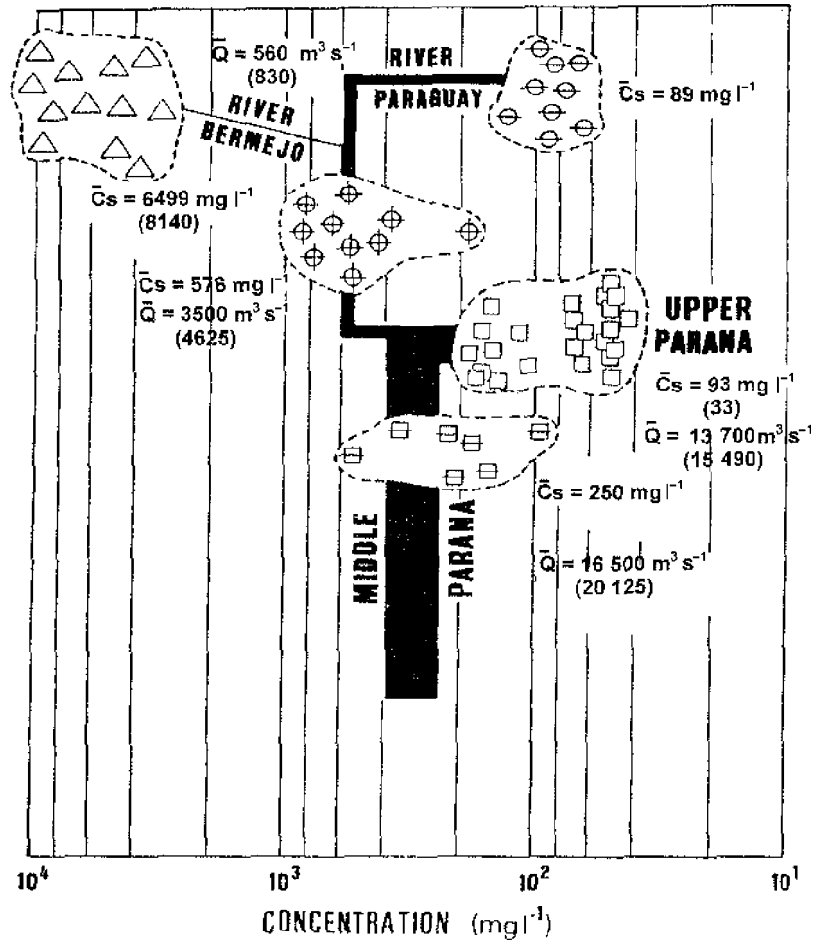 Q̄ = 560 m³ s⁻¹
(830)
RIVER
PARAGUAY
C̄s = 89 mg l⁻¹
RIVER
BERMEJO
C̄s = 6499 mg l⁻¹
(8140)
C̄s = 576 mg l⁻¹
Q̄ = 3500 m³ s⁻¹
(4625)
UPPER
PARANA
C̄s = 93 mg l⁻¹
(33)
Q̄ = 13 700 m³ s⁻¹
(15 490)
C̄s = 250 mg l⁻¹
MIDDLE
PARANA
Q̄ = 16 500 m³ s⁻¹
(20 125)
10⁴ 10³ 10² 10¹
CONCENTRATION (mg l⁻¹)